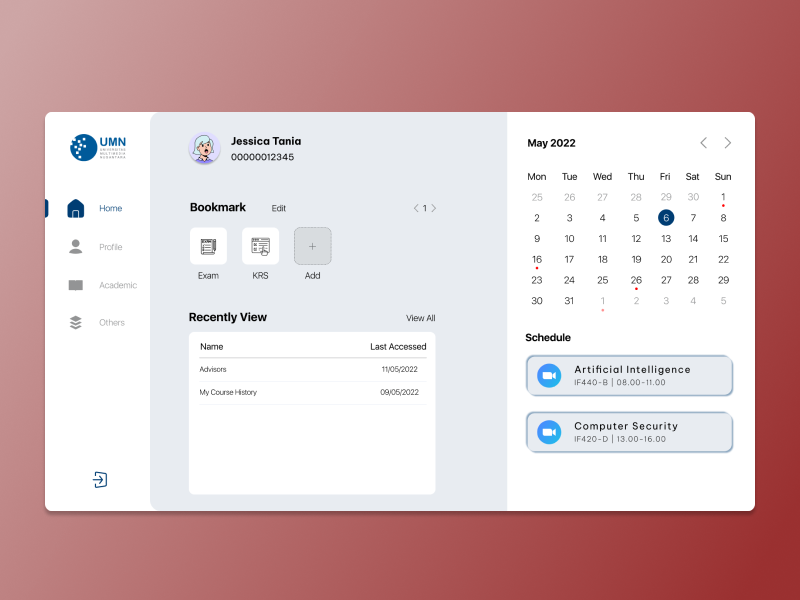 UMN
UNIVERSITAS
MULTIMEDIA
NUSANTARA
Home
Profile
Academic
Others
Jessica Tania
00000012345
Bookmark Edit 1
Exam KRS Add
Recently View View All
Name Last Accessed
Advisors 11/05/2022
My Course History 09/05/2022
May 2022
Mon Tue Wed Thu Fri Sat Sun
25 26 27 28 29 30 1
2 3 4 5 6 7 8
9 10 11 12 13 14 15
16 17 18 19 20 21 22
23 24 25 26 27 28 29
30 31 1 2 3 4 5
Schedule
Artificial Intelligence
IF440-B | 08.00-11.00
Computer Security
IF420-D | 13.00-16.00